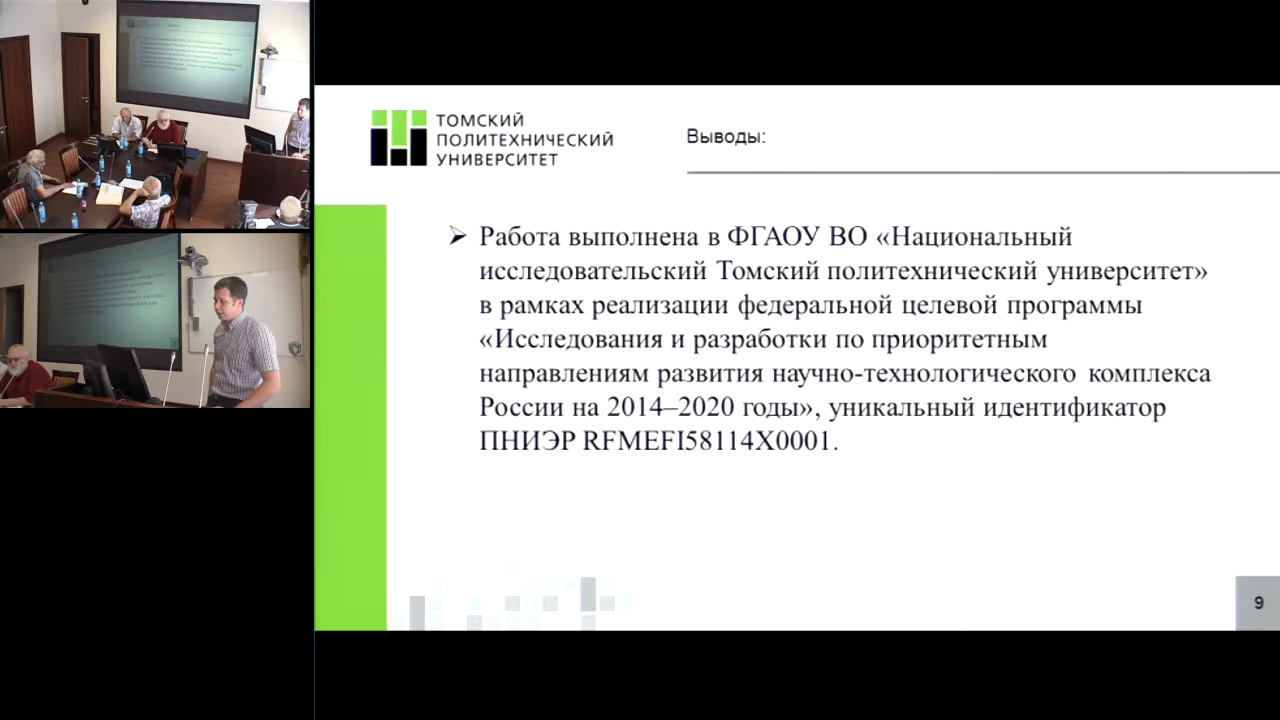 ТОМСКИЙ
ПОЛИТЕХНИЧЕСКИЙ
УНИВЕРСИТЕТ
Выводы:
Работа выполнена в ФГАОУ ВО «Национальный
исследовательский Томский политехнический университет»
в рамках реализации федеральной целевой программы
«Исследования и разработки по приоритетным
направлениям развития научно-технологического комплекса
России на 2014–2020 годы», уникальный идентификатор
ПНИЭР RFMEFI58114X0001.
9